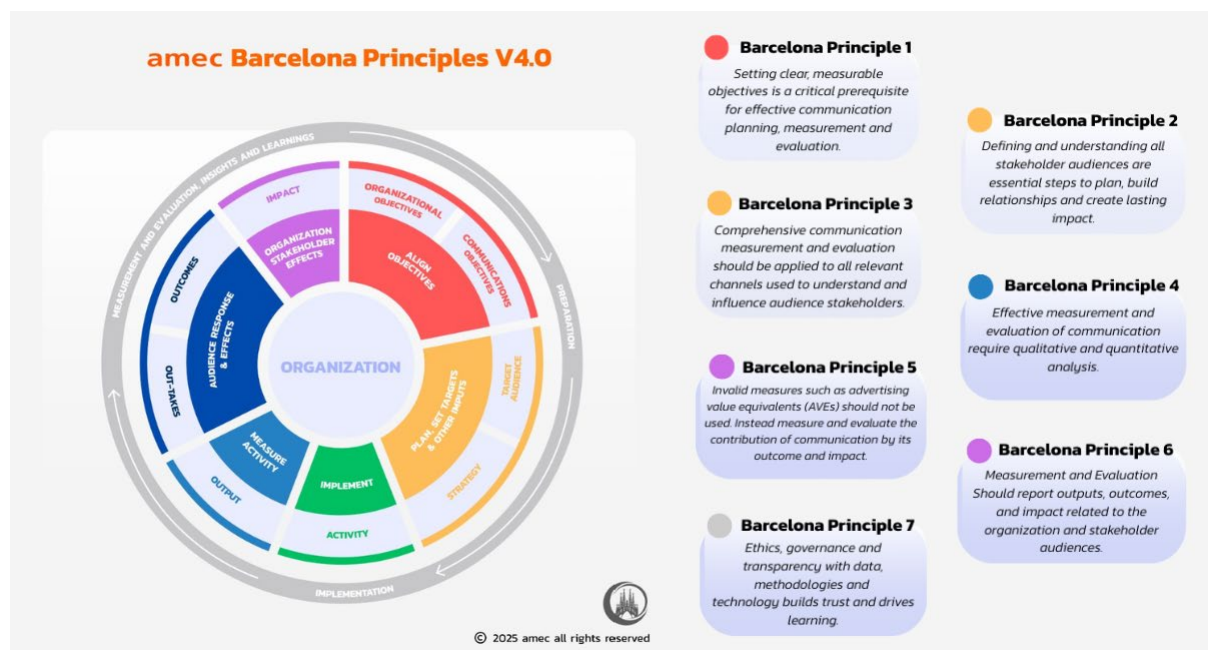 amec Barcelona Principles V4.0
MEASUREMENT AND EVALUATION, INSIGHTS AND LEARNINGS
PREPARATION
IMPLEMENTATION
ORGANIZATIONAL
OBJECTIVES
COMMUNICATIONS
OBJECTIVES
ALIGN
OBJECTIVES
TARGET
AUDIENCE
STRATEGY
PLAN, SET TARGETS
& OTHER IMPUTS
IMPLEMENT
ACTIVITY
MEASURE
ACTIVITY
OUTPUT
AUDIENCE RESPONSE
& EFFECTS
OUT-TAKES
OUTCOMES
ORGANIZATION
STAKEHOLDER
EFFECTS
IMPACT
ORGANIZATION
© 2025 amec all rights reserved
Barcelona Principle 1
Setting clear, measurable
objectives is a critical prerequisite
for effective communication
planning, measurement and
evaluation.
Barcelona Principle 2
Defining and understanding all
stakeholder audiences are
essential steps to plan, build
relationships and create lasting
impact.
Barcelona Principle 3
Comprehensive communication
measurement and evaluation
should be applied to all relevant
channels used to understand and
influence audience stakeholders.
Barcelona Principle 4
Effective measurement and
evaluation of communication
require qualitative and quantitative
analysis.
Barcelona Principle 5
Invalid measures such as advertising
value equivalents (AVEs) should not be
used. Instead measure and evaluate the
contribution of communication by its
outcome and impact.
Barcelona Principle 6
Measurement and Evaluation
Should report outputs, outcomes,
and impact related to the
organization and stakeholder
audiences.
Barcelona Principle 7
Ethics, governance and
transparency with data,
methodologies and
technology builds trust and drives
learning.